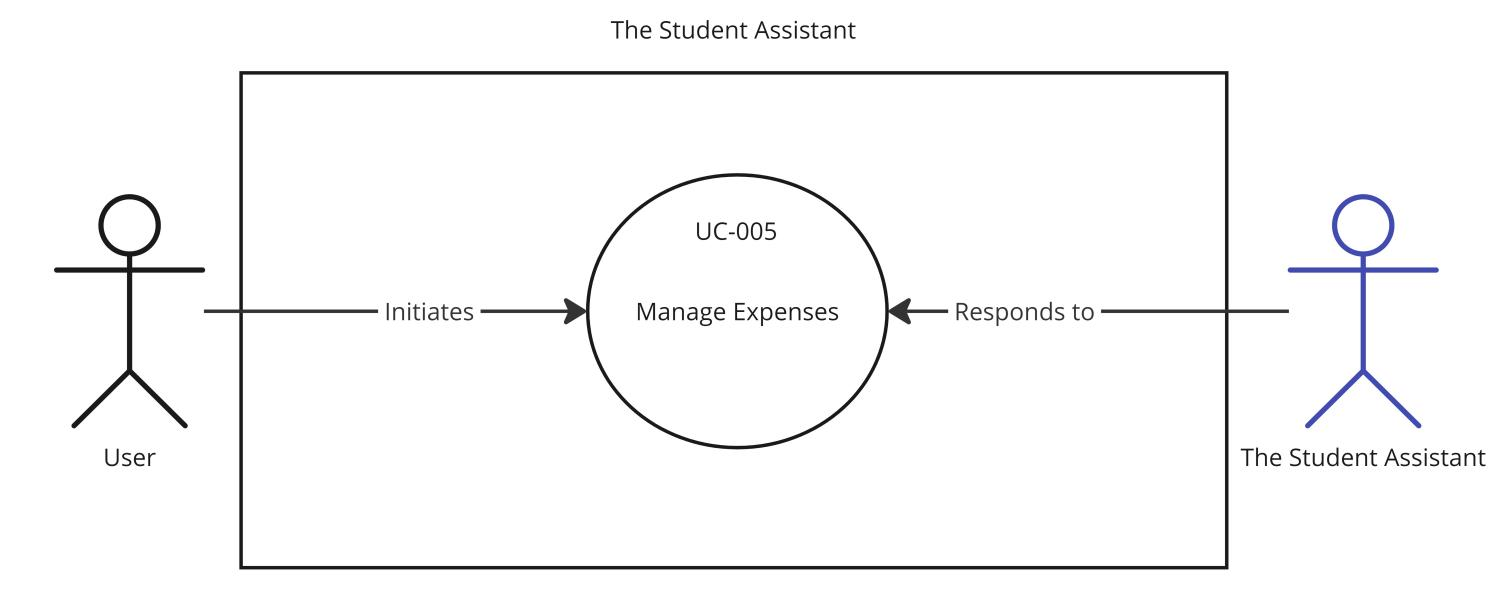 The Student Assistant
UC-005
Initiates
Manage Expenses
Responds to
User
The Student Assistant